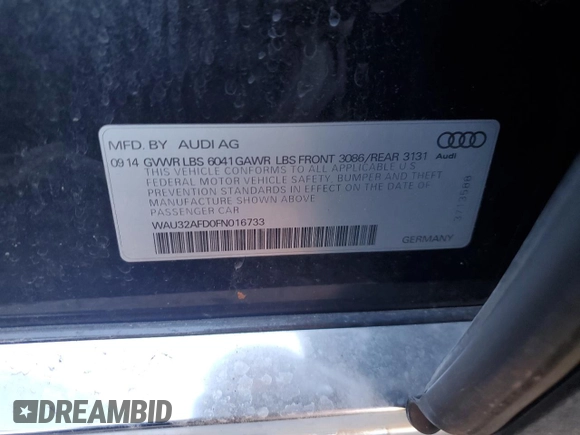 MFD. BY AUDI AG
0914 GVWR LBS 6041 GAWR LBS FRONT 3086/REAR 3131
Audi
THIS VEHICLE CONFORMS TO ALL APPLICABLE U S
FEDERAL MOTOR VEHICLE SAFETY, BUMPER AND THEFT
PREVENTION STANDARDS IN EFFECT ON THE DATE OF
MANUFACTURE SHOWN ABOVE
PASSENGER CAR
WAU32AFD0FN016733
GERMANY
DREAMBID